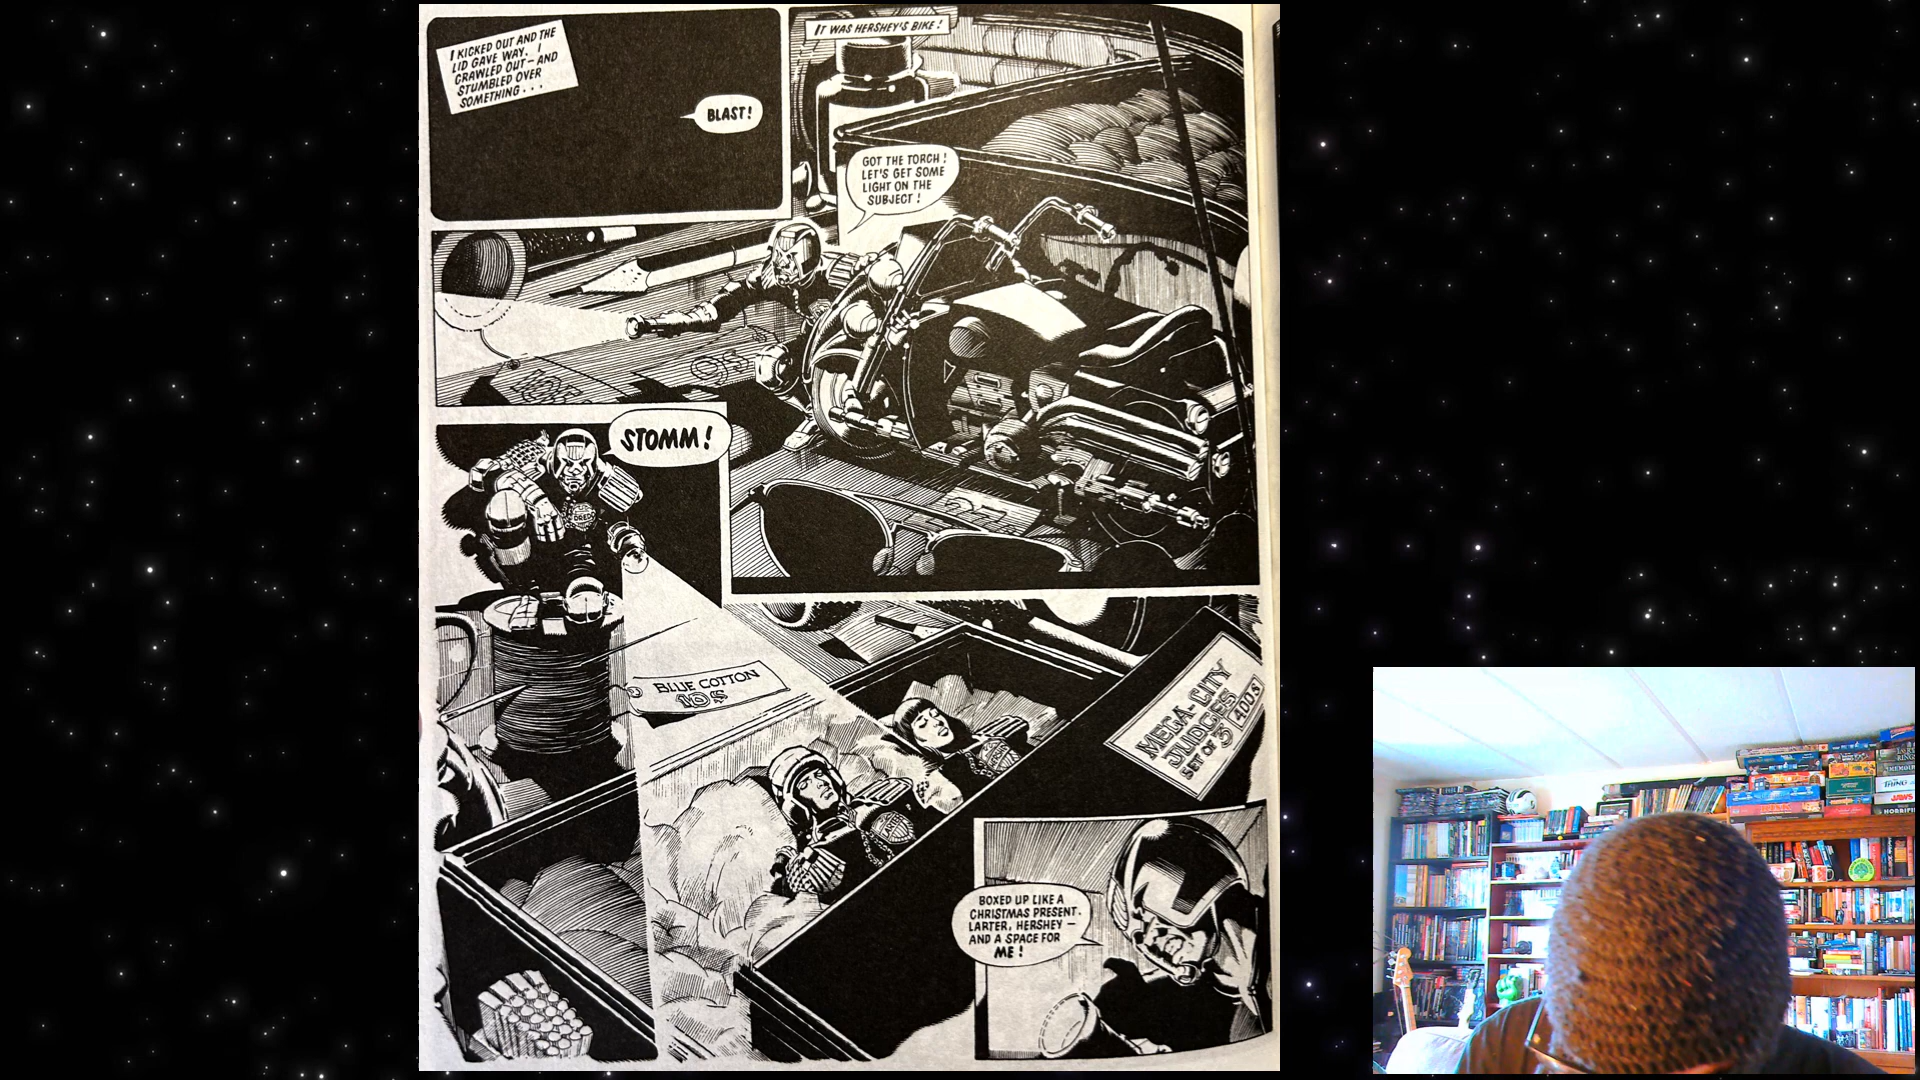 I KICKED OUT AND THE
LID GAVE WAY. I
CRAWLED OUT – AND
STUMBLED OVER
SOMETHING...
BLAST!
IT WAS HERSHEY'S BIKE!
GOT THE TORCH!
LET'S GET SOME
LIGHT ON THE
SUBJECT!
STOMM!
DREDD
BLUE COTTON
10$
MEGA-CITY
JUDGES
SET OF 3
400$
BOXED UP LIKE A
CHRISTMAS PRESENT.
LARTER, HERSHEY –
AND A SPACE FOR
ME!
JAWS